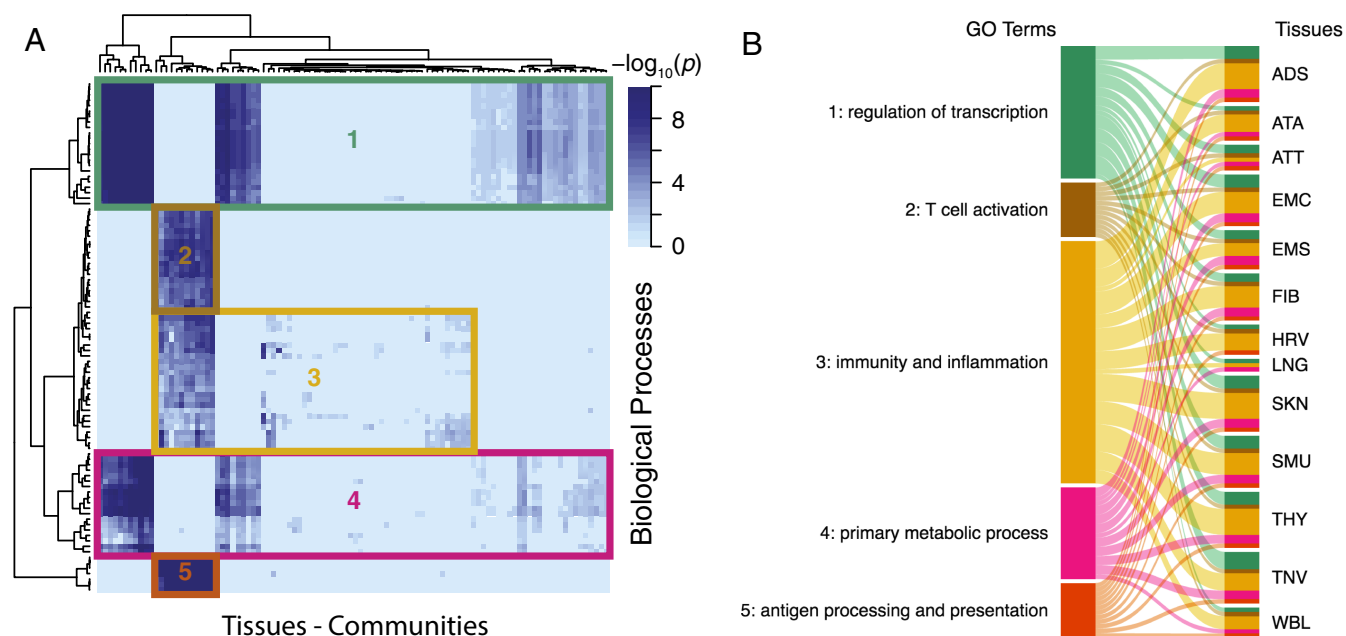 A
−log10(p)
8
4
0
1
2
3
4
5
Biological Processes
Tissues - Communities
B
GO Terms
Tissues
1: regulation of transcription
2: T cell activation
3: immunity and inflammation
4: primary metabolic process
5: antigen processing and presentation
ADS
ATA
ATT
EMC
EMS
FIB
HRV
LNG
SKN
SMU
THY
TNV
WBL